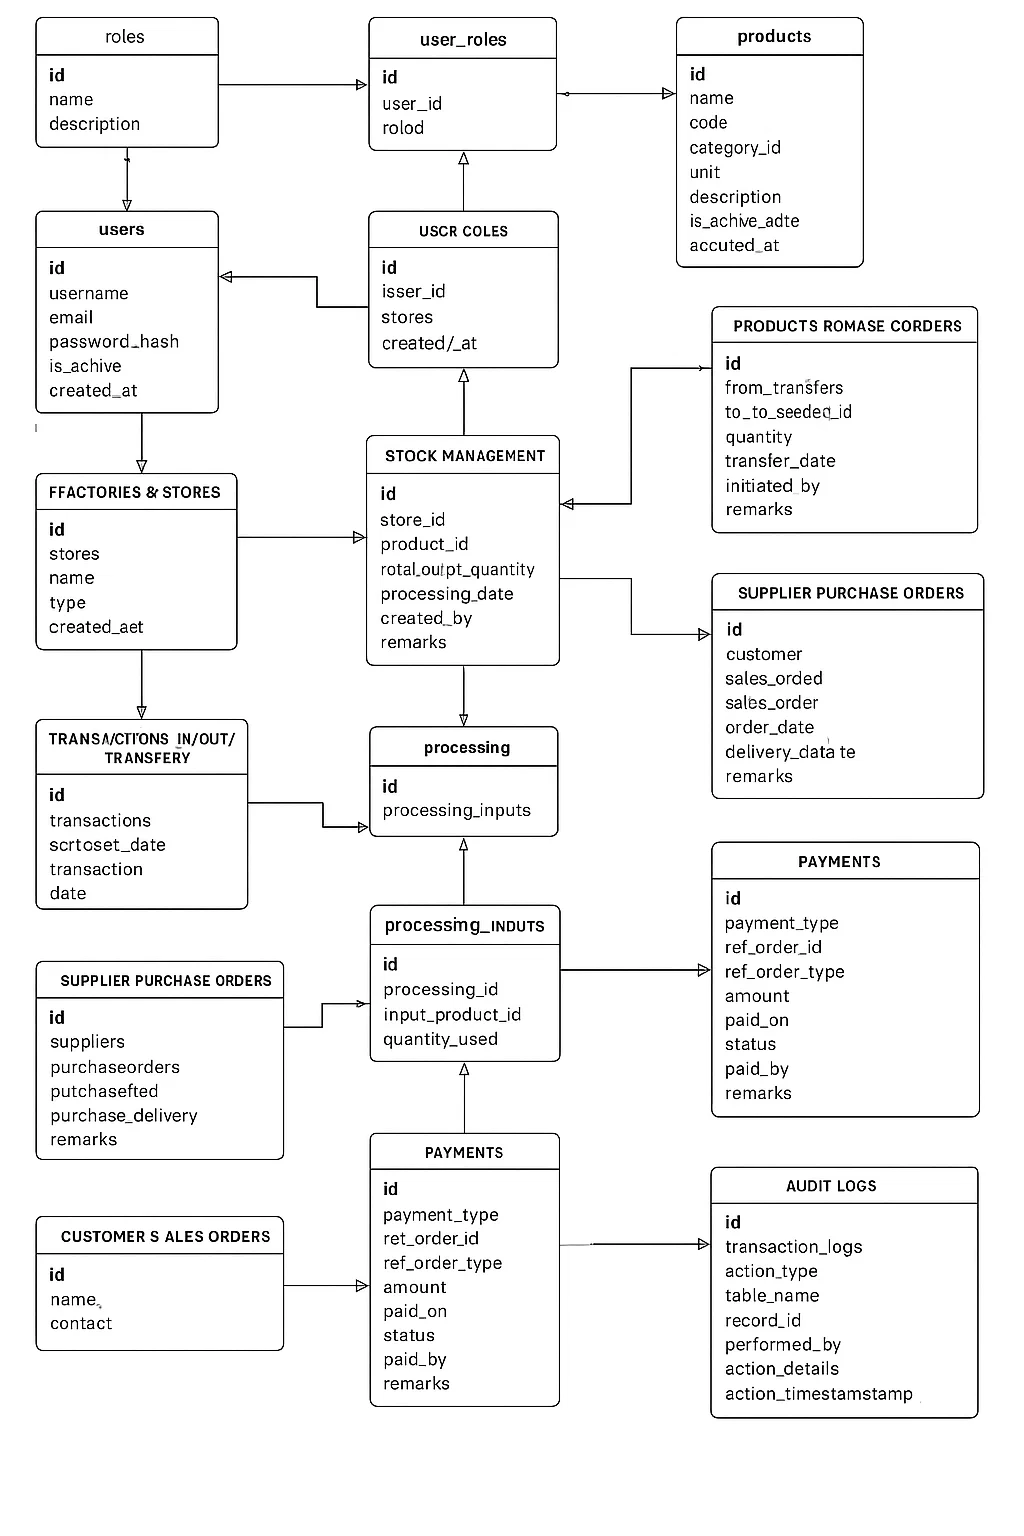 roles
id
name
description
user_roles
id
user_id
rolod
products
id
name
code
category_id
unit
description
is_achive_adte
accuted_at
users
id
username
email
password_hash
is_achive
created_at
USCR COLES
id
isser_id
stores
created/_at
PRODUCTS ROMASE CORDERS
id
from_transfers
to_to_seeded_id
quantity
transfer_date
initiated_by
remarks
FFACTORIES & STORES
id
stores
name
type
created_aet
STOCK MANAGEMENT
id
store_id
product_id
rotal_outpt_quantity
processing_date
created_by
remarks
SUPPLIER PURCHASE ORDERS
id
customer
sales_orded
sales_order
order_date
delivery_data te
remarks
TRANSA/CTI'ONS_IN/OUT/
TRANSFERY
id
transactions
scrtoset_date
transaction
date
processing
id
processing_inputs
PAYMENTS
id
payment_type
ref_order_id
ref_order_type
amount
paid_on
status
paid_by
remarks
SUPPLIER PURCHASE ORDERS
id
suppliers
purchaseorders
putchasefted
purchase_delivery
remarks
processing_INDUTS
id
processing_id
input_product_id
quantity_used
CUSTOMER S ALES ORDERS
id
name
contact
PAYMENTS
id
payment_type
ret_order_id
ref_order_type
amount
paid_on
status
paid_by
remarks
AUDIT LOGS
id
transaction_logs
action_type
table_name
record_id
performed_by
action_details
action_timestamstamp